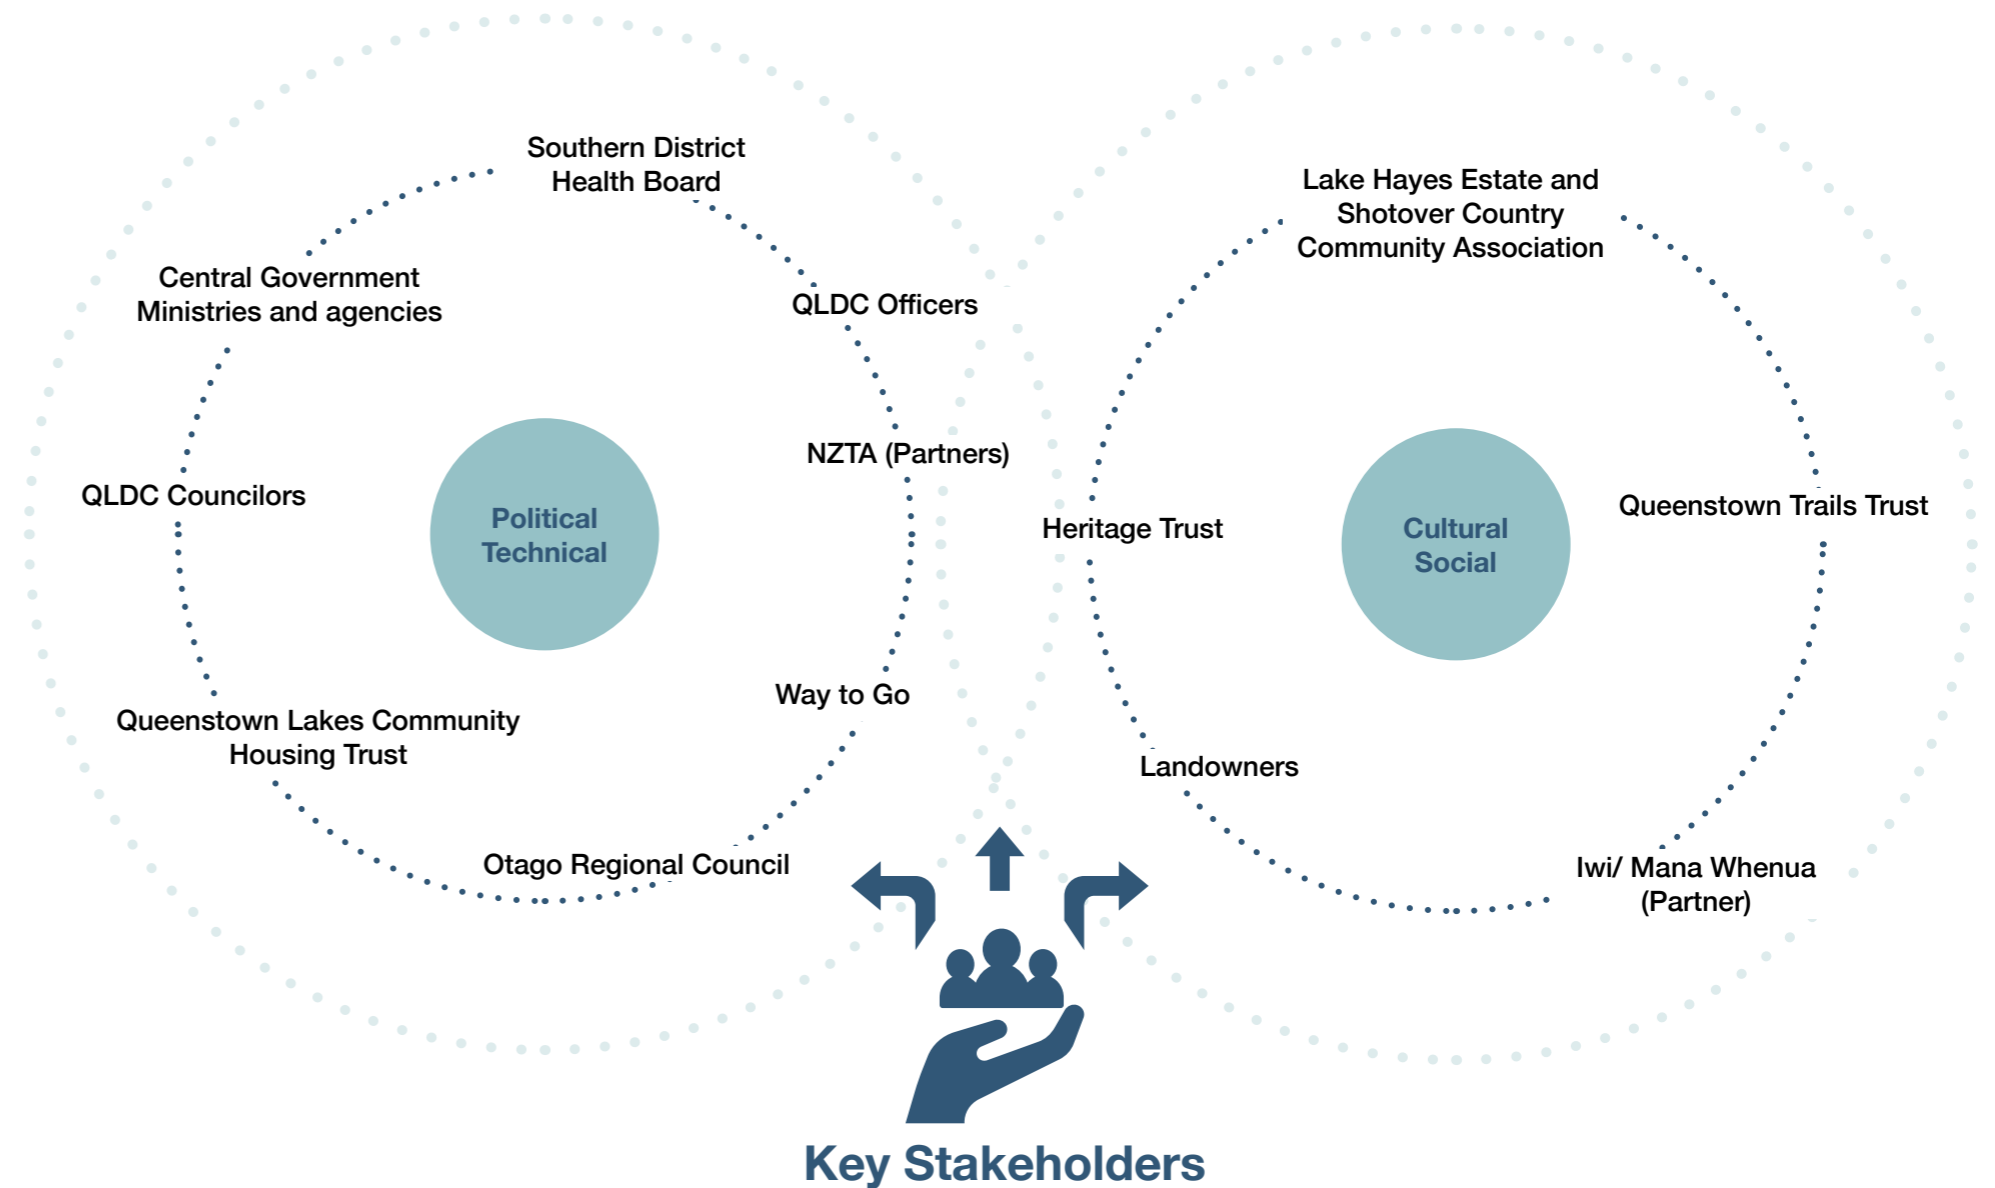 Southern District
Health Board
Central Government
Ministries and agencies
QLDC Officers
NZTA (Partners)
QLDC Councilors
Political
Technical
Way to Go
Queenstown Lakes Community
Housing Trust
Otago Regional Council
Lake Hayes Estate and
Shotover Country
Community Association
Queenstown Trails Trust
Heritage Trust
Cultural
Social
Landowners
Iwi/ Mana Whenua
(Partner)
Key Stakeholders